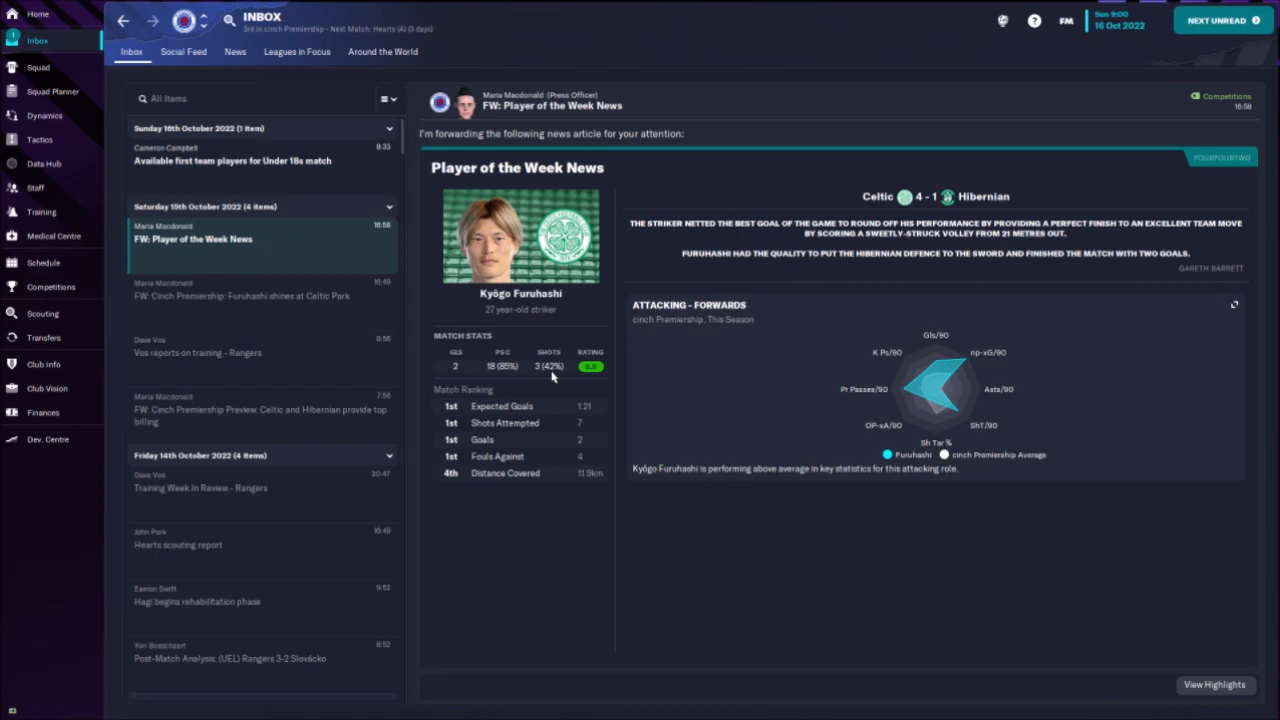 Home
Inbox
Squad
Squad Planner
Dynamics
Tactics
Data Hub
Staff
Training
Medical Centre
Schedule
Competitions
Scouting
Transfers
Club Info
Club Vision
Finances
Dev. Centre
INBOX
3rd in cinch Premiership - Next Match: Hearts (A) (3 days)
FM
Sun 9:00
16 Oct 2022
NEXT UNREAD
Inbox
Social Feed
News
Leagues in Focus
Around the World
All Items
Sunday 16th October 2022 (1 item)
Cameron Campbell 8:33
Available first team players for Under 18s match
Saturday 15th October 2022 (4 items)
Maria Macdonald 16:58
FW: Player of the Week News
Maria Macdonald 16:49
FW: Cinch Premiership: Furuhashi shines at Celtic Park
Dave Vos 8:56
Vos reports on training - Rangers
Maria Macdonald 7:56
FW: Cinch Premiership Preview: Celtic and Hibernian provide top
billing
Friday 14th October 2022 (4 items)
Dave Vos 20:47
Training Week In Review - Rangers
John Park 16:49
Hearts scouting report
Eamon Swift 9:52
Hagi begins rehabilitation phase
Yori Bosschaart 8:52
Post-Match Analysis: (UEL) Rangers 3-2 Slovácko
Maria Macdonald (Press Officer)
FW: Player of the Week News
Competitions
16:58
I'm forwarding the following news article for your attention:
FOURFOURTWO
Player of the Week News
Kyōgo Furuhashi
27 year-old striker
MATCH STATS
GLS PS C SHOTS RATING
2 18 (85%) 3 (42%)
Match Ranking
1st Expected Goals 1.21
1st Shots Attempted 7
1st Goals 2
1st Fouls Against 4
4th Distance Covered 11.9km
Celtic 4 - 1 Hibernian
THE STRIKER NETTED THE BEST GOAL OF THE GAME TO ROUND OFF HIS PERFORMANCE BY PROVIDING A PERFECT FINISH TO AN EXCELLENT TEAM MOVE
BY SCORING A SWEETLY-STRUCK VOLLEY FROM 21 METRES OUT.
FURUHASHI HAD THE QUALITY TO PUT THE HIBERNIAN DEFENCE TO THE SWORD AND FINISHED THE MATCH WITH TWO GOALS.
GARETH BARRETT
ATTACKING - FORWARDS
cinch Premiership, This Season
Gls/90
K Ps/90
np-xG/90
Pr Passes/90
Asts/90
OP-xA/90
ShT/90
Sh Tar %
Furuhashi
cinch Premiership Average
Kyōgo Furuhashi is performing above average in key statistics for this attacking role.
View Highlights